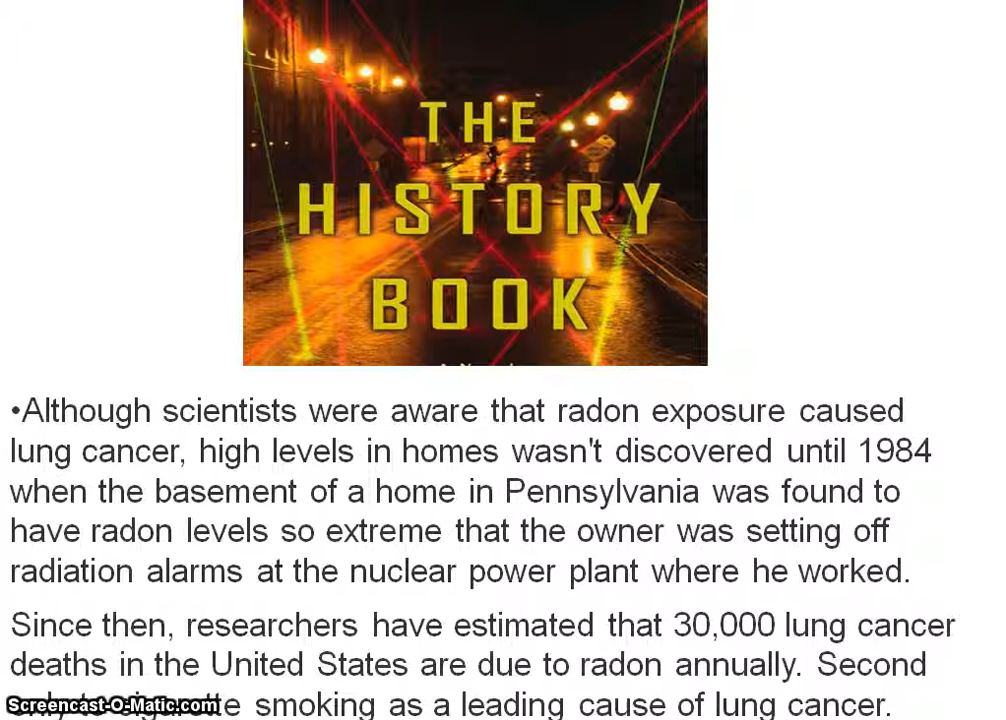 THE
HISTORY
BOOK
•Although scientists were aware that radon exposure caused
lung cancer, high levels in homes wasn't discovered until 1984
when the basement of a home in Pennsylvania was found to
have radon levels so extreme that the owner was setting off
radiation alarms at the nuclear power plant where he worked.
Since then, researchers have estimated that 30,000 lung cancer
deaths in the United States are due to radon annually. Second
smoking as a leading cause of lung cancer.
Screencast-O-Matic.com